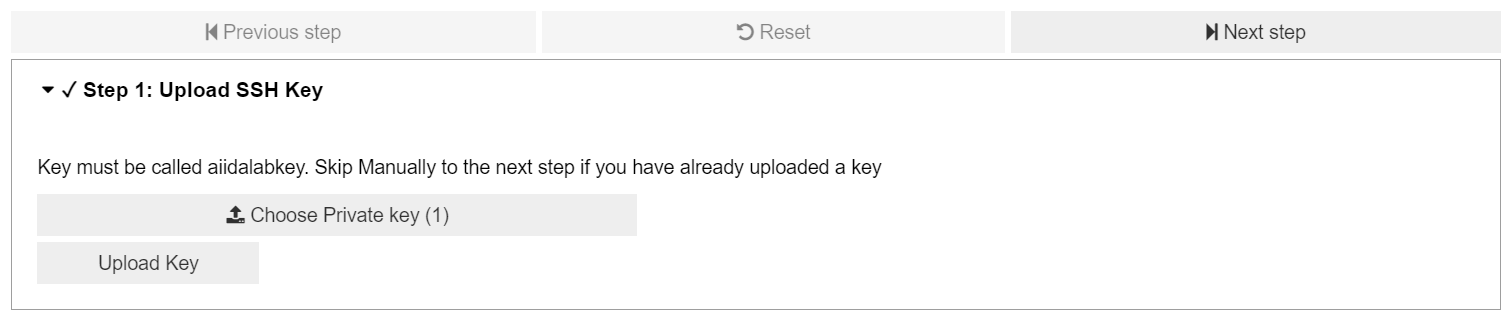 Previous step
Reset
Next step
✓ Step 1: Upload SSH Key
Key must be called aiidalabkey. Skip Manually to the next step if you have already uploaded a key
Choose Private key (1)
Upload Key